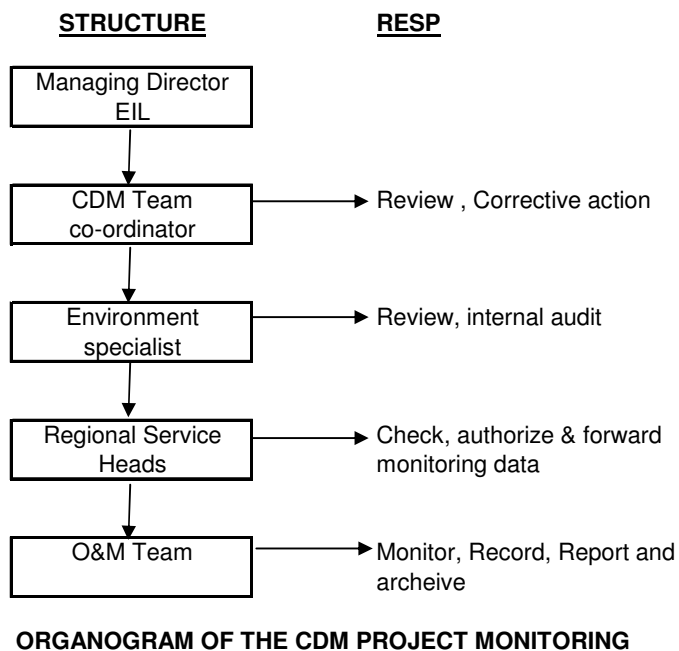 STRUCTURE RESP
Managing Director
EIL
CDM Team
co-ordinator
Review , Corrective action
Environment
specialist
Review, internal audit
Regional Service
Heads
Check, authorize & forward
monitoring data
O&M Team
Monitor, Record, Report and
archeive
ORGANOGRAM OF THE CDM PROJECT MONITORING